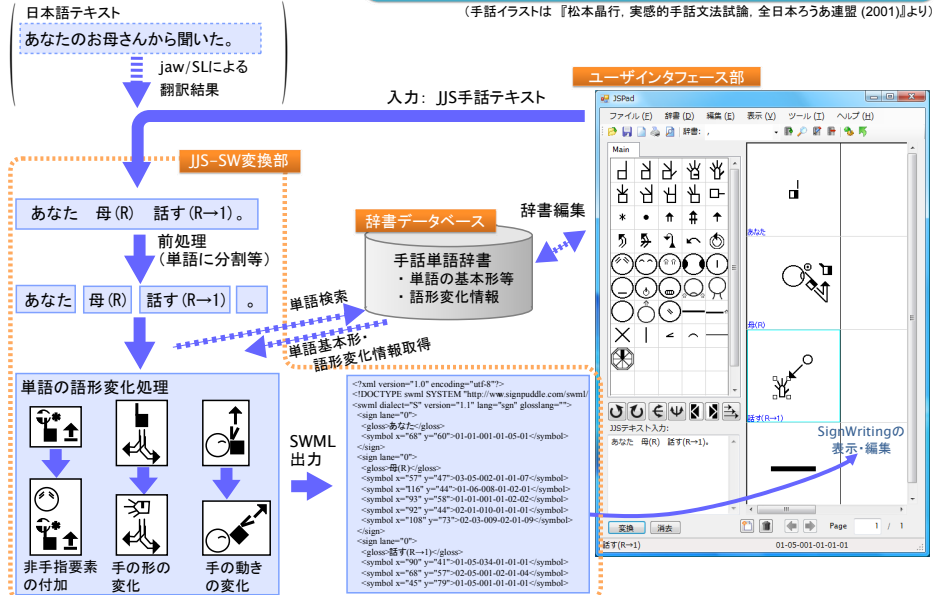 (手話イラストは 『松本晶行, 実感的手話文法試論, 全日本ろうあ連盟 (2001)』より)
日本語テキスト
あなたのお母さんから聞いた。
jaw/SLによる
翻訳結果
入力: JJS手話テキスト
ユーザインタフェース部
JSPad
ファイル(F) 辞書(D) 編集(E) 表示(V) ツール(T) ヘルプ(H)
辞書: ,
Main
JJS-SW変換部
あなた 母(R) 話す(R→1)。
前処理
(単語に分割等)
あなた 母(R) 話す(R→1) 。
辞書データベース
手話単語辞書
・単語の基本形等
・語形変化情報
辞書編集
単語検索
単語基本形・
語形変化情報取得
単語の語形変化処理
非手指要素
の付加
手の形の
変化
手の動き
の変化
SWML
出力
<?xml version="1.0" encoding="utf-8"?>
<!DOCTYPE swml SYSTEM "http://www.signpuddle.com/swml/
<swml dialect="S" version="1.1" lang="sgn" glosslang="">
<sign lane="0">
<gloss>あなた</gloss>
<symbol x="68" y="60">01-01-001-01-05-01</symbol>
</sign>
<sign lane="0">
<gloss>母(R)</gloss>
<symbol x="57" y="47">03-05-002-01-01-07</symbol>
<symbol x="116" y="44">01-06-008-01-02-01</symbol>
<symbol x="93" y="58">01-01-001-01-02-02</symbol>
<symbol x="92" y="44">02-01-010-01-01-01</symbol>
<symbol x="108" y="73">02-03-009-02-01-09</symbol>
</sign>
<sign lane="0">
<gloss>話す(R→1)</gloss>
<symbol x="90" y="41">01-05-034-01-01-01</symbol>
<symbol x="68" y="57">02-05-001-02-01-04</symbol>
<symbol x="45" y="79">01-05-001-01-01-01</symbol>
あなた
母(R)
話す(R→1)
JJSテキスト入力:
あなた 母(R) 話す(R→1)。
SignWritingの
表示・編集
変換 消去
Page 1 / 1
話す(R→1) 01-05-001-01-01-01